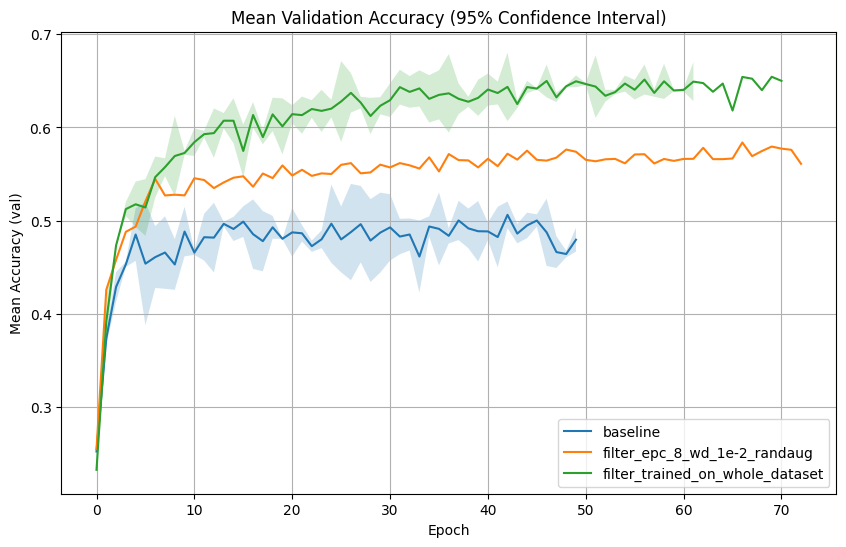 Mean Validation Accuracy (95% Confidence Interval)
Mean Accuracy (val)
0.7
0.6
0.5
0.4
0.3
0 10 20 30 40 50 60 70
Epoch
baseline
filter_epc_8_wd_1e-2_randaug
filter_trained_on_whole_dataset